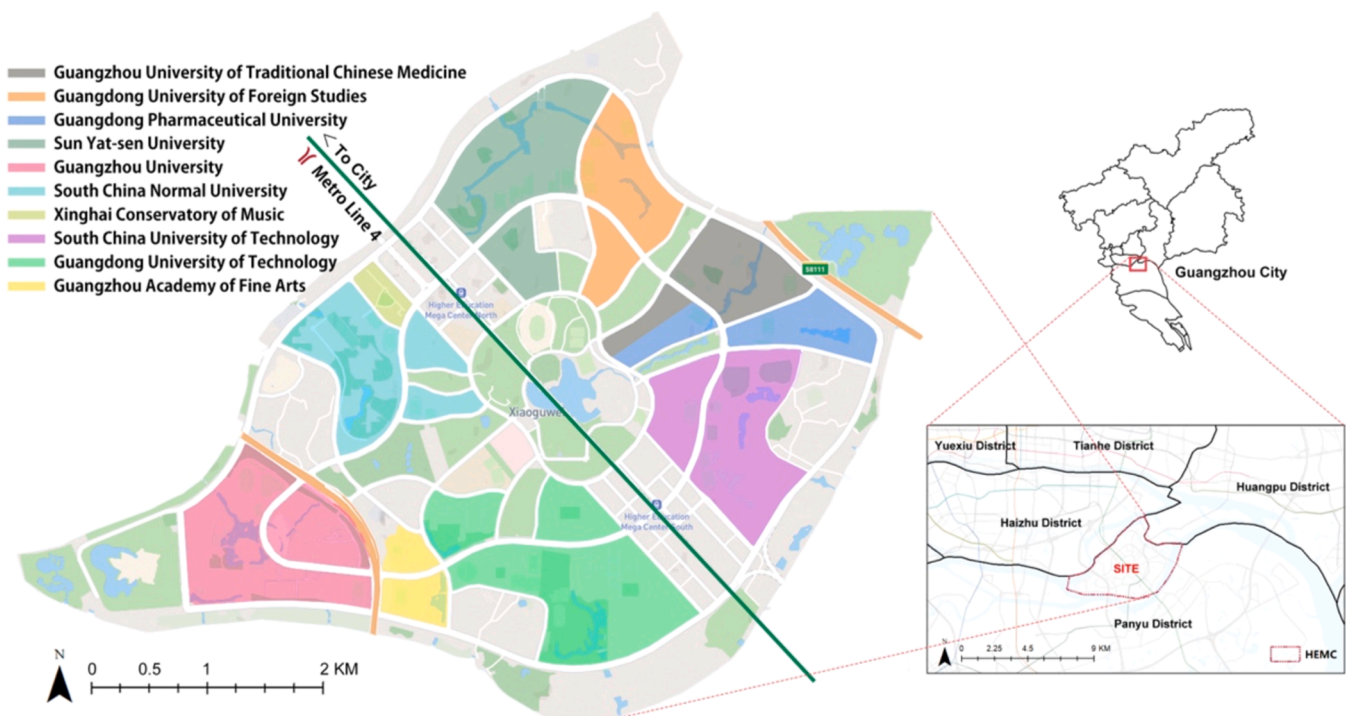 Guangzhou University of Traditional Chinese Medicine
Guangdong University of Foreign Studies
Guangdong Pharmaceutical University
Sun Yat-sen University
Guangzhou University
South China Normal University
Xinghai Conservatory of Music
South China University of Technology
Guangdong University of Technology
Guangzhou Academy of Fine Arts
< To City
Metro Line 4
Higher Education
Mega Center North
Xiaoguwei
Higher Education
Mega Center South
S8111
N
0 0.5 1 2 KM
Guangzhou City
Yuexiu District
Tianhe District
Huangpu District
Haizhu District
SITE
Panyu District
N
0 2.25 4.5 9 KM
HEMC